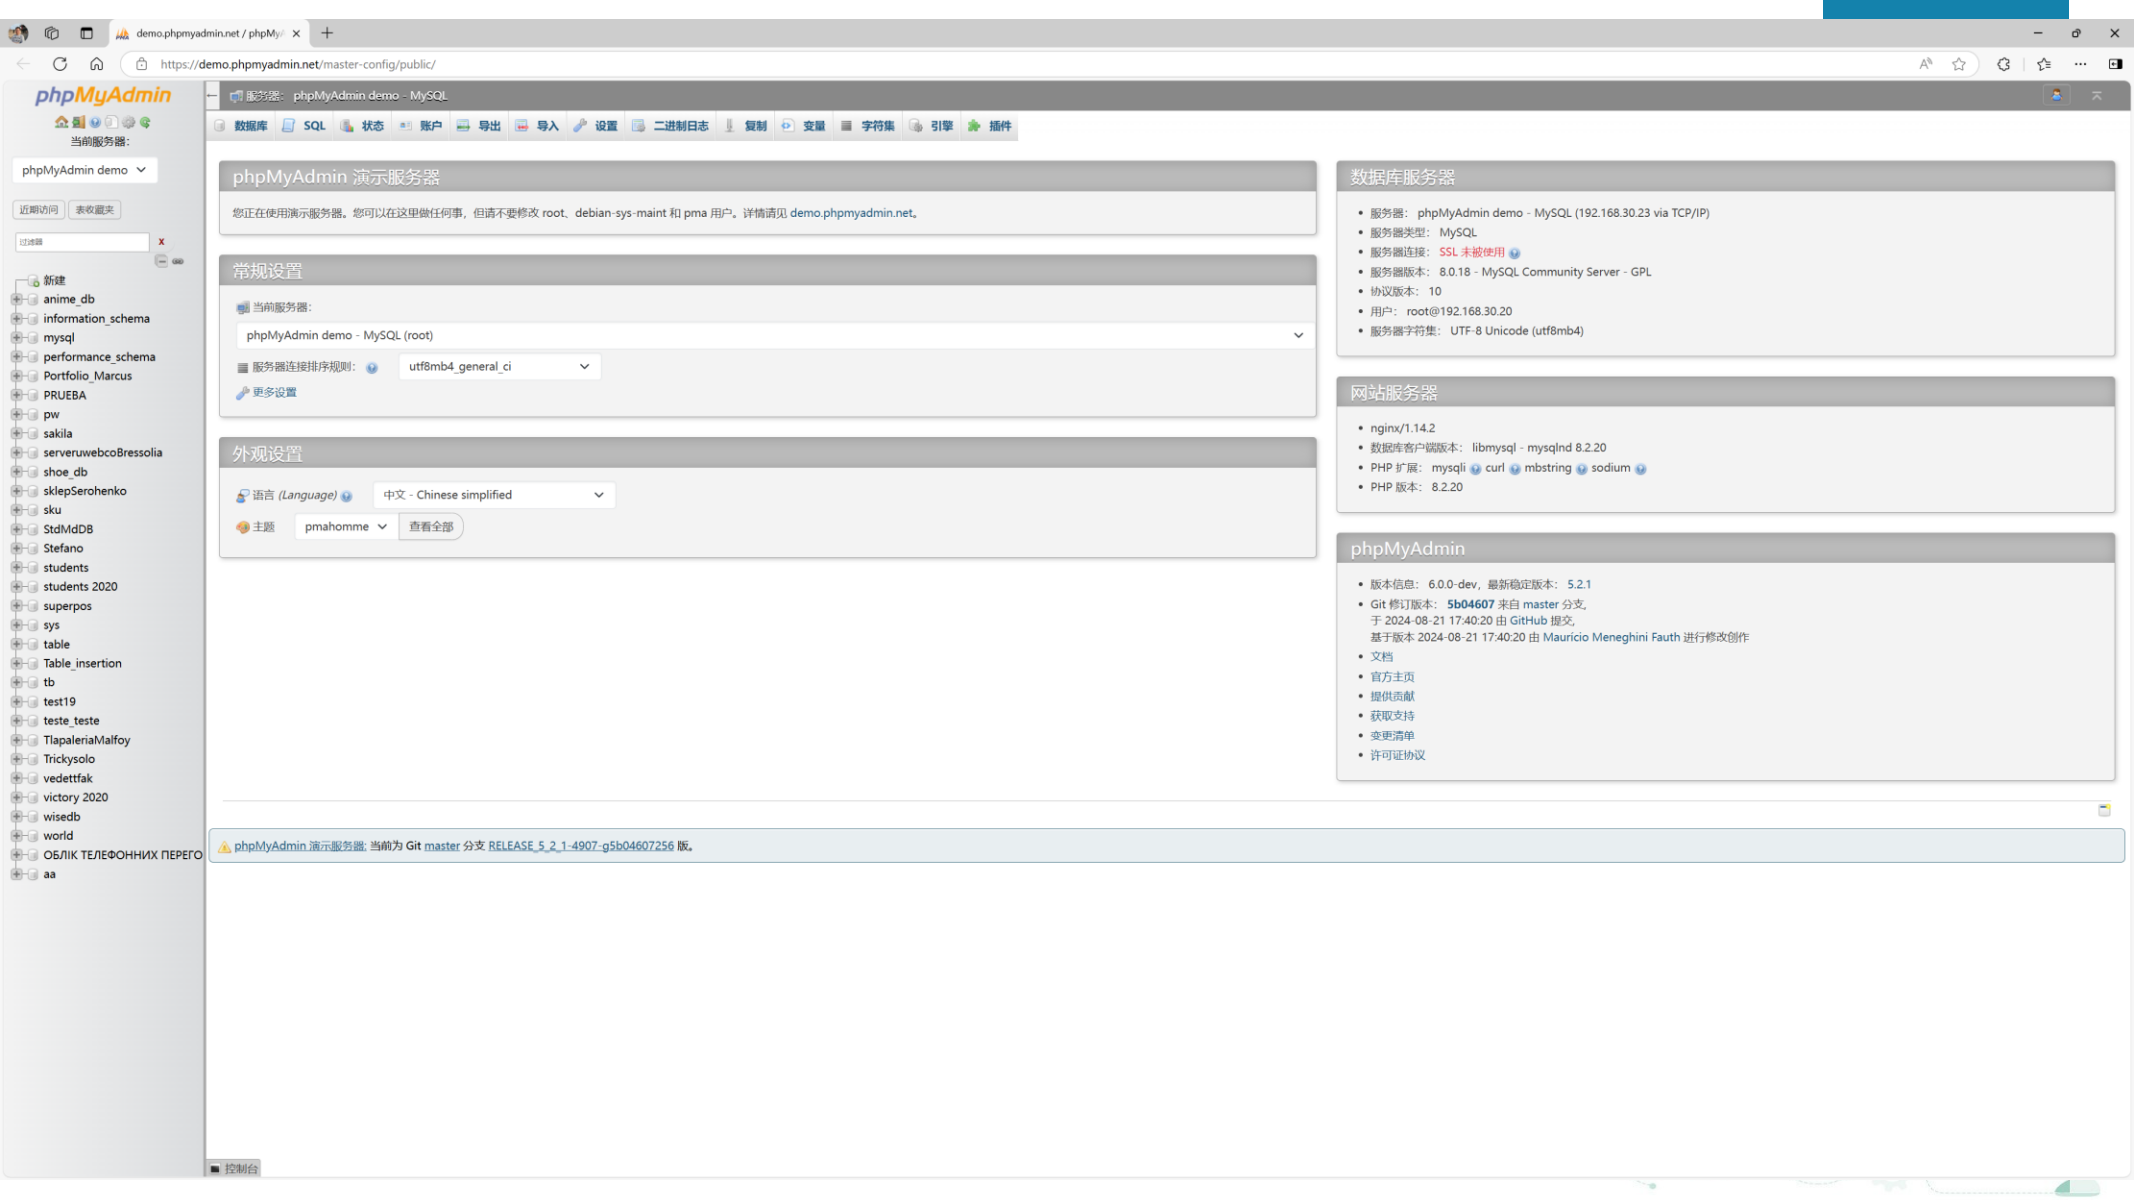 demo.phpmyadmin.net / phpMy
https://demo.phpmyadmin.net/master-config/public/
phpMyAdmin
当前服务器:
phpMyAdmin demo
近期访问 表收藏夹
过滤器 X
新建
anime_db
information_schema
mysql
performance_schema
Portfolio_Marcus
PRUEBA
pw
sakila
serveruwebcoBressolia
shoe_db
sklepSerohenko
sku
StdMdDB
Stefano
students
students 2020
superpos
sys
table
Table_insertion
tb
test19
teste_teste
TlapaleriaMalfoy
Trickysolo
vedettfak
victory 2020
wisedb
world
ОБЛІК ТЕЛЕФОННИХ ПЕРЕГО
aa
服务器: phpMyAdmin demo - MySQL
数据库 SQL 状态 账户 导出 导入 设置 二进制日志 复制 变量 字符集 引擎 插件
phpMyAdmin 演示服务器
您正在使用演示服务器。您可以在这里做任何事，但请不要修改 root、debian-sys-maint 和 pma 用户。详情请见 demo.phpmyadmin.net。
常规设置
当前服务器:
phpMyAdmin demo - MySQL (root)
服务器连接排序规则: utf8mb4_general_ci
更多设置
外观设置
语言 (Language) 中文 - Chinese simplified
主题 pmahomme 查看全部
数据库服务器
服务器: phpMyAdmin demo - MySQL (192.168.30.23 via TCP/IP)
服务器类型: MySQL
服务器连接: SSL 未被使用
服务器版本: 8.0.18 - MySQL Community Server - GPL
协议版本: 10
用户: root@192.168.30.20
服务器字符集: UTF-8 Unicode (utf8mb4)
网站服务器
nginx/1.14.2
数据库客户端版本: libmysql - mysqlnd 8.2.20
PHP 扩展: mysqli curl mbstring sodium
PHP 版本: 8.2.20
phpMyAdmin
版本信息: 6.0.0-dev，最新稳定版本: 5.2.1
Git 修订版本: 5b04607 来自 master 分支,
于 2024-08-21 17:40:20 由 GitHub 提交,
基于版本 2024-08-21 17:40:20 由 Maurício Meneghini Fauth 进行修改创作
文档
官方主页
提供贡献
获取支持
变更清单
许可证协议
phpMyAdmin 演示服务器: 当前为 Git master 分支 RELEASE_5_2_1-4907-g5b04607256 版。
控制台